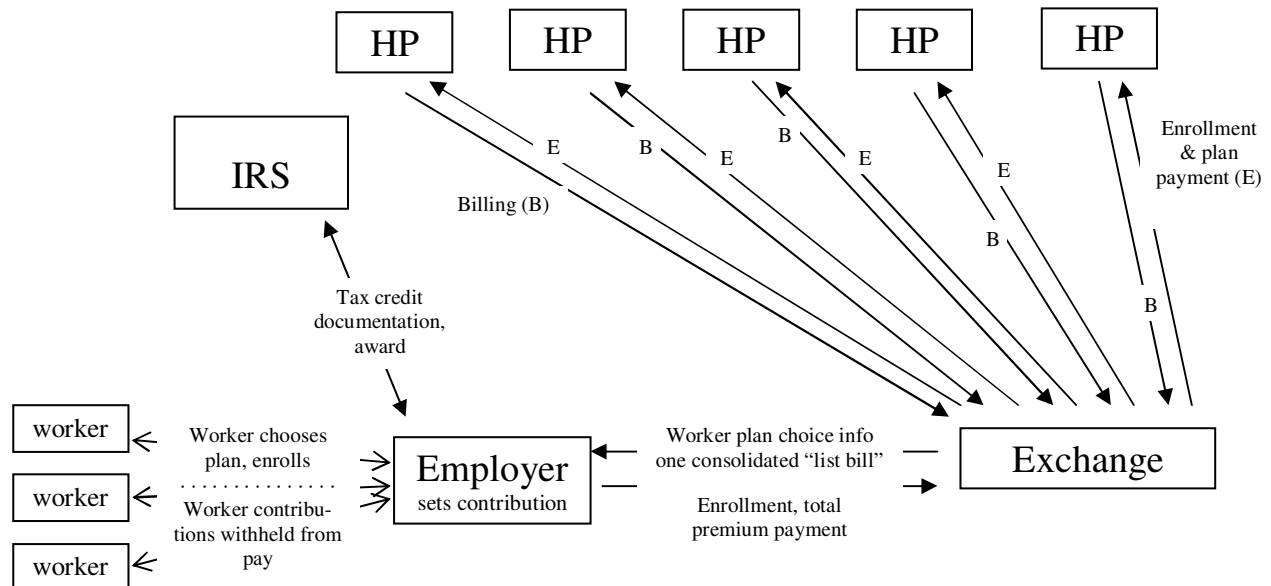 HP
HP
HP
HP
HP
IRS
Enrollment
& plan
payment (E)
E
B
E
B
E
E
B
B
Billing (B)
Tax credit
documentation,
award
worker
worker
worker
Worker chooses
plan, enrolls
Worker contribu-
tions withheld from
pay
Employer
sets contribution
Worker plan choice info
one consolidated “list bill”
Enrollment, total
premium payment
Exchange